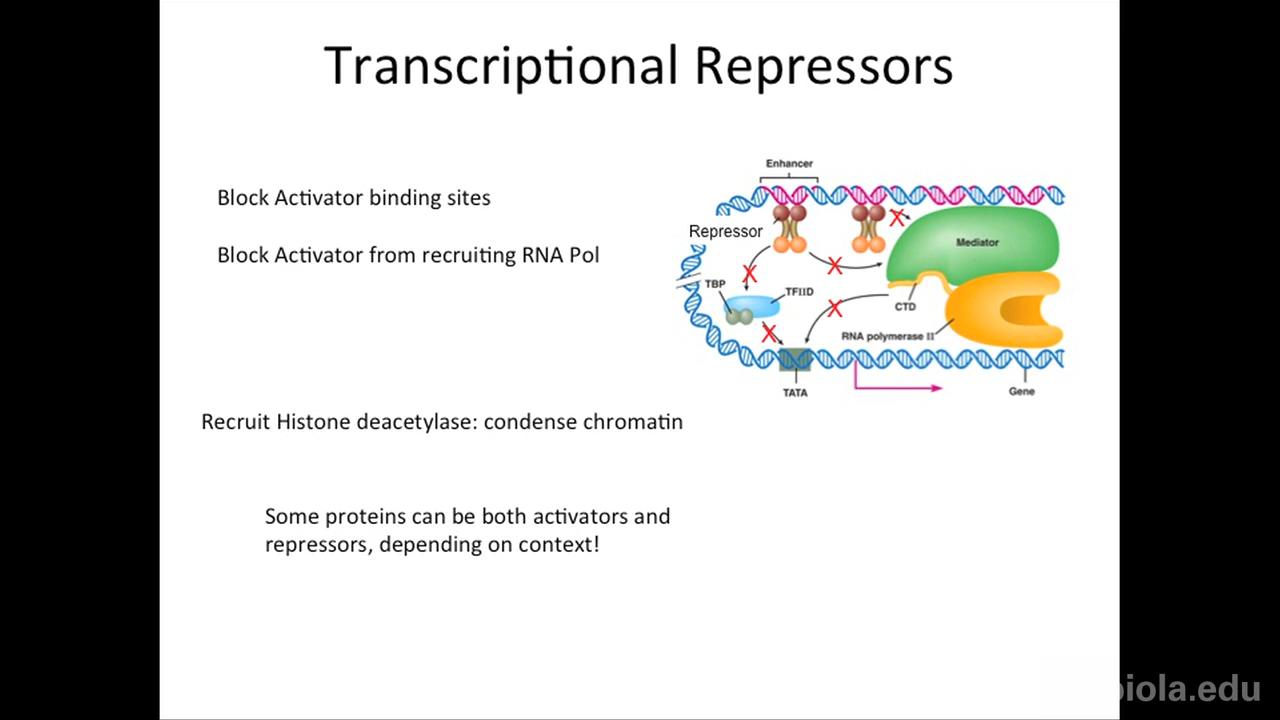 Transcriptional Repressors
Block Activator binding sites
Block Activator from recruiting RNA Pol
Enhancer
Repressor
Mediator
TBP
TFIID
CTD
RNA polymerase II
TATA
Gene
Recruit Histone deacetylase: condense chromatin
Some proteins can be both activators and
repressors, depending on context!
biola.edu